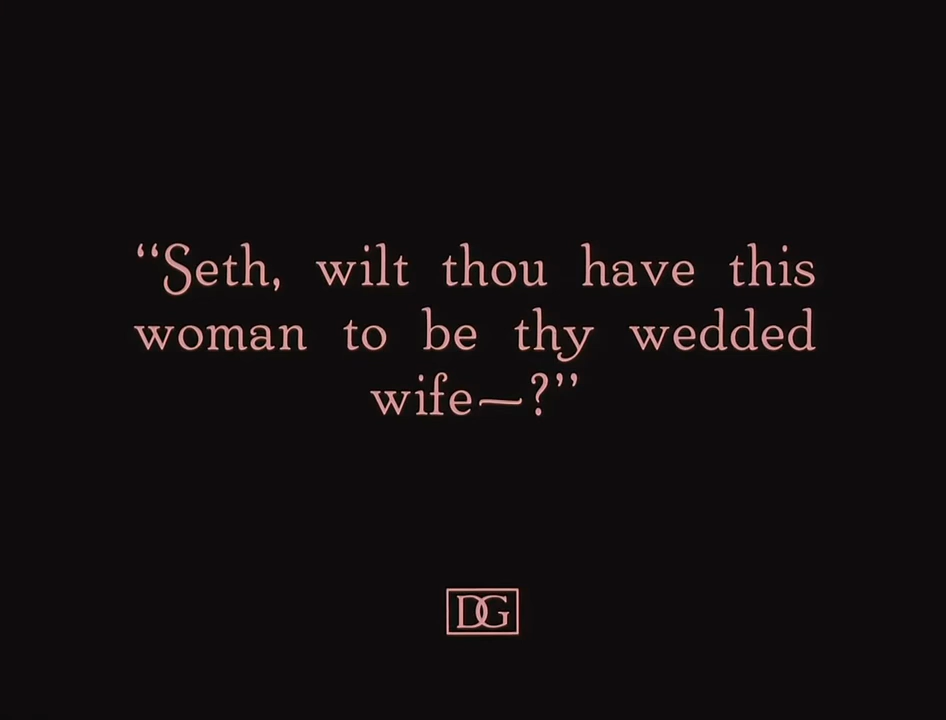 “Seth, wilt thou have this
woman to be thy wedded
wife—?”
DG